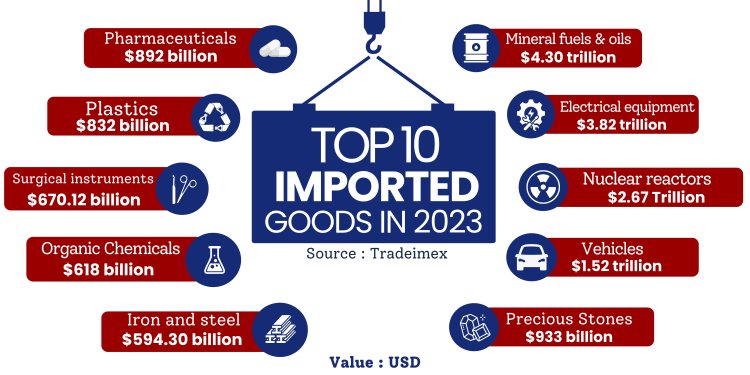 Pharmaceuticals
$892 billion
Plastics
$832 billion
Surgical instruments
$670.12 billion
Organic Chemicals
$618 billion
Iron and steel
$594.30 billion
TOP 10
IMPORTED
GOODS IN 2023
Source : Tradeimex
Mineral fuels & oils
$4.30 trillion
Electrical equipment
$3.82 trillion
Nuclear reactors
$2.67 Trillion
Vehicles
$1.52 trillion
Precious Stones
$933 billion
Value : USD